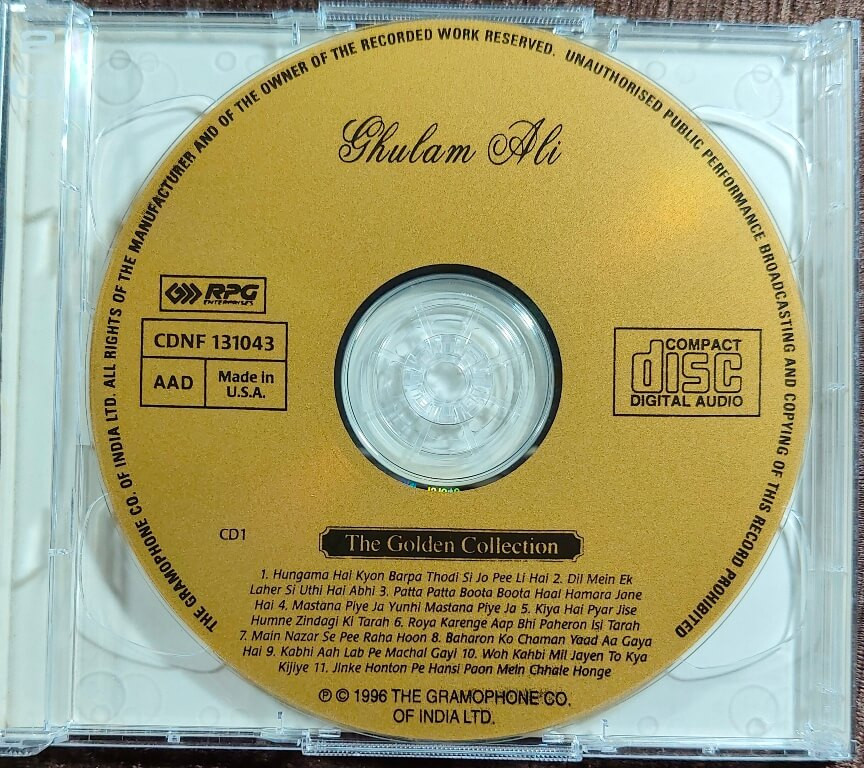 THE GRAMOPHONE CO. OF INDIA LTD. ALL RIGHTS OF THE MANUFACTURER AND OF THE OWNER OF THE RECORDED WORK RESERVED. UNAUTHORISED PUBLIC PERFORMANCE BROADCASTING AND COPYING OF THIS RECORD PROHIBITED
Ghulam Ali
RPG
ENTERPRISES
CDNF 131043
AAD
Made in
U.S.A.
COMPACT
disc
DIGITAL AUDIO
CD1
The Golden Collection
1. Hungama Hai Kyon Barpa Thodi Si Jo Pee Li Hai 2. Dil Mein Ek
Laher Si Uthi Hai Abhi 3. Patta Patta Boota Boota Haal Hamara Jane
Hai 4. Mastana Piye Ja Yunhi Mastana Piye Ja 5. Kiya Hai Pyar Jise
Humne Zindagi Ki Tarah 6. Roya Karenge Aap Bhi Paheron Isi Tarah
7. Main Nazar Se Pee Raha Hoon 8. Baharon Ko Chaman Yaad Aa Gaya
Hai 9. Kabhi Aah Lab Pe Machal Gayi 10. Woh Kahbi Mil Jayen To Kya
Kijiye 11. Jinke Honton Pe Hansi Paon Mein Chhale Honge
℗ © 1996 THE GRAMOPHONE CO.
OF INDIA LTD.